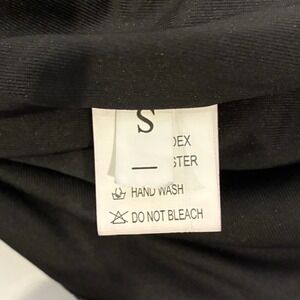 S
DEX
STER
HAND WASH
DO NOT BLEACH